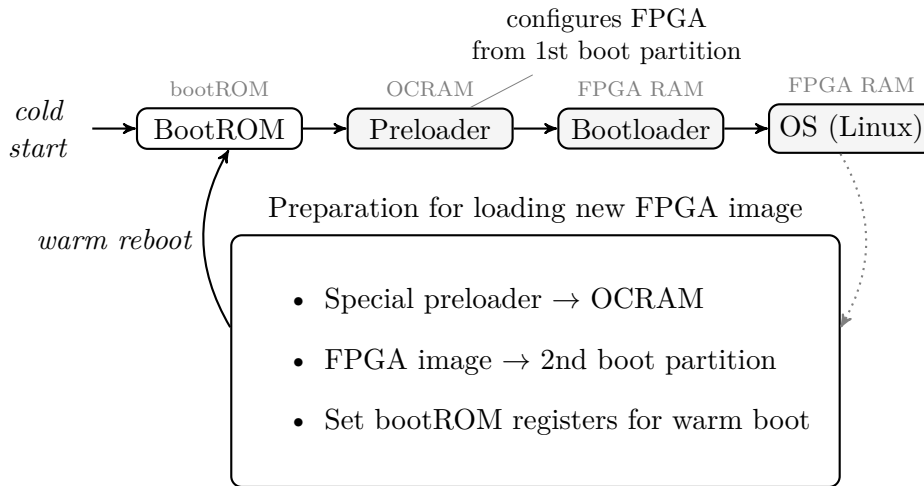 configures FPGA
from 1st boot partition
bootROM
OCRAM
FPGA RAM
FPGA RAM
cold
start
BootROM
Preloader
Bootloader
OS (Linux)
Preparation for loading new FPGA image
warm reboot
• Special preloader → OCRAM
• FPGA image → 2nd boot partition
• Set bootROM registers for warm boot